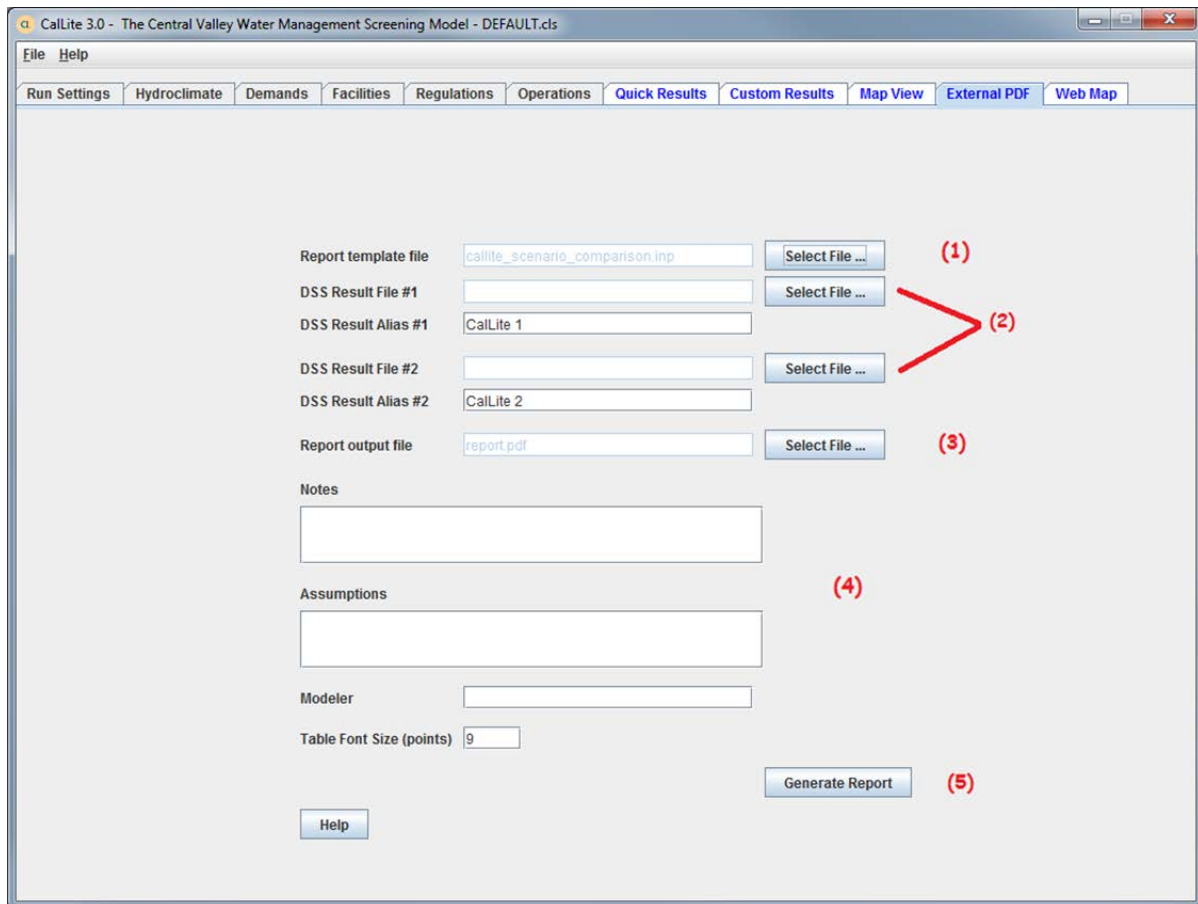 CalLite 3.0 - The Central Valley Water Management Screening Model - DEFAULT.cls
File Help
Run Settings Hydroclimate Demands Facilities Regulations Operations Quick Results Custom Results Map View External PDF Web Map
Report template file callite_scenario_comparison.inp Select File ... (1)
DSS Result File #1 Select File ...
DSS Result Alias #1 CalLite 1 (2)
DSS Result File #2 Select File ...
DSS Result Alias #2 CalLite 2
Report output file report.pdf Select File ... (3)
Notes
Assumptions (4)
Modeler
Table Font Size (points) 9
Generate Report (5)
Help